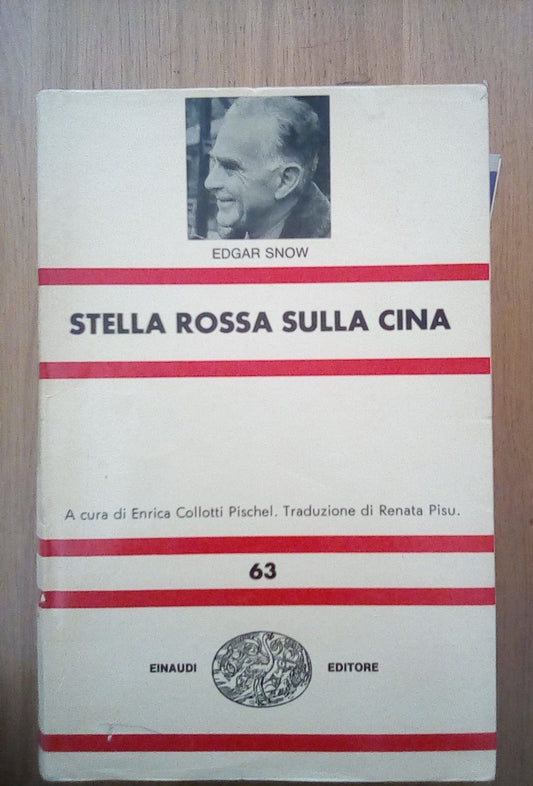 EDGAR SNOW
STELLA ROSSA SULLA CINA
A cura di Enrica Collotti Pischel. Traduzione di Renata Pisu.
63
EINAUDI EDITORE